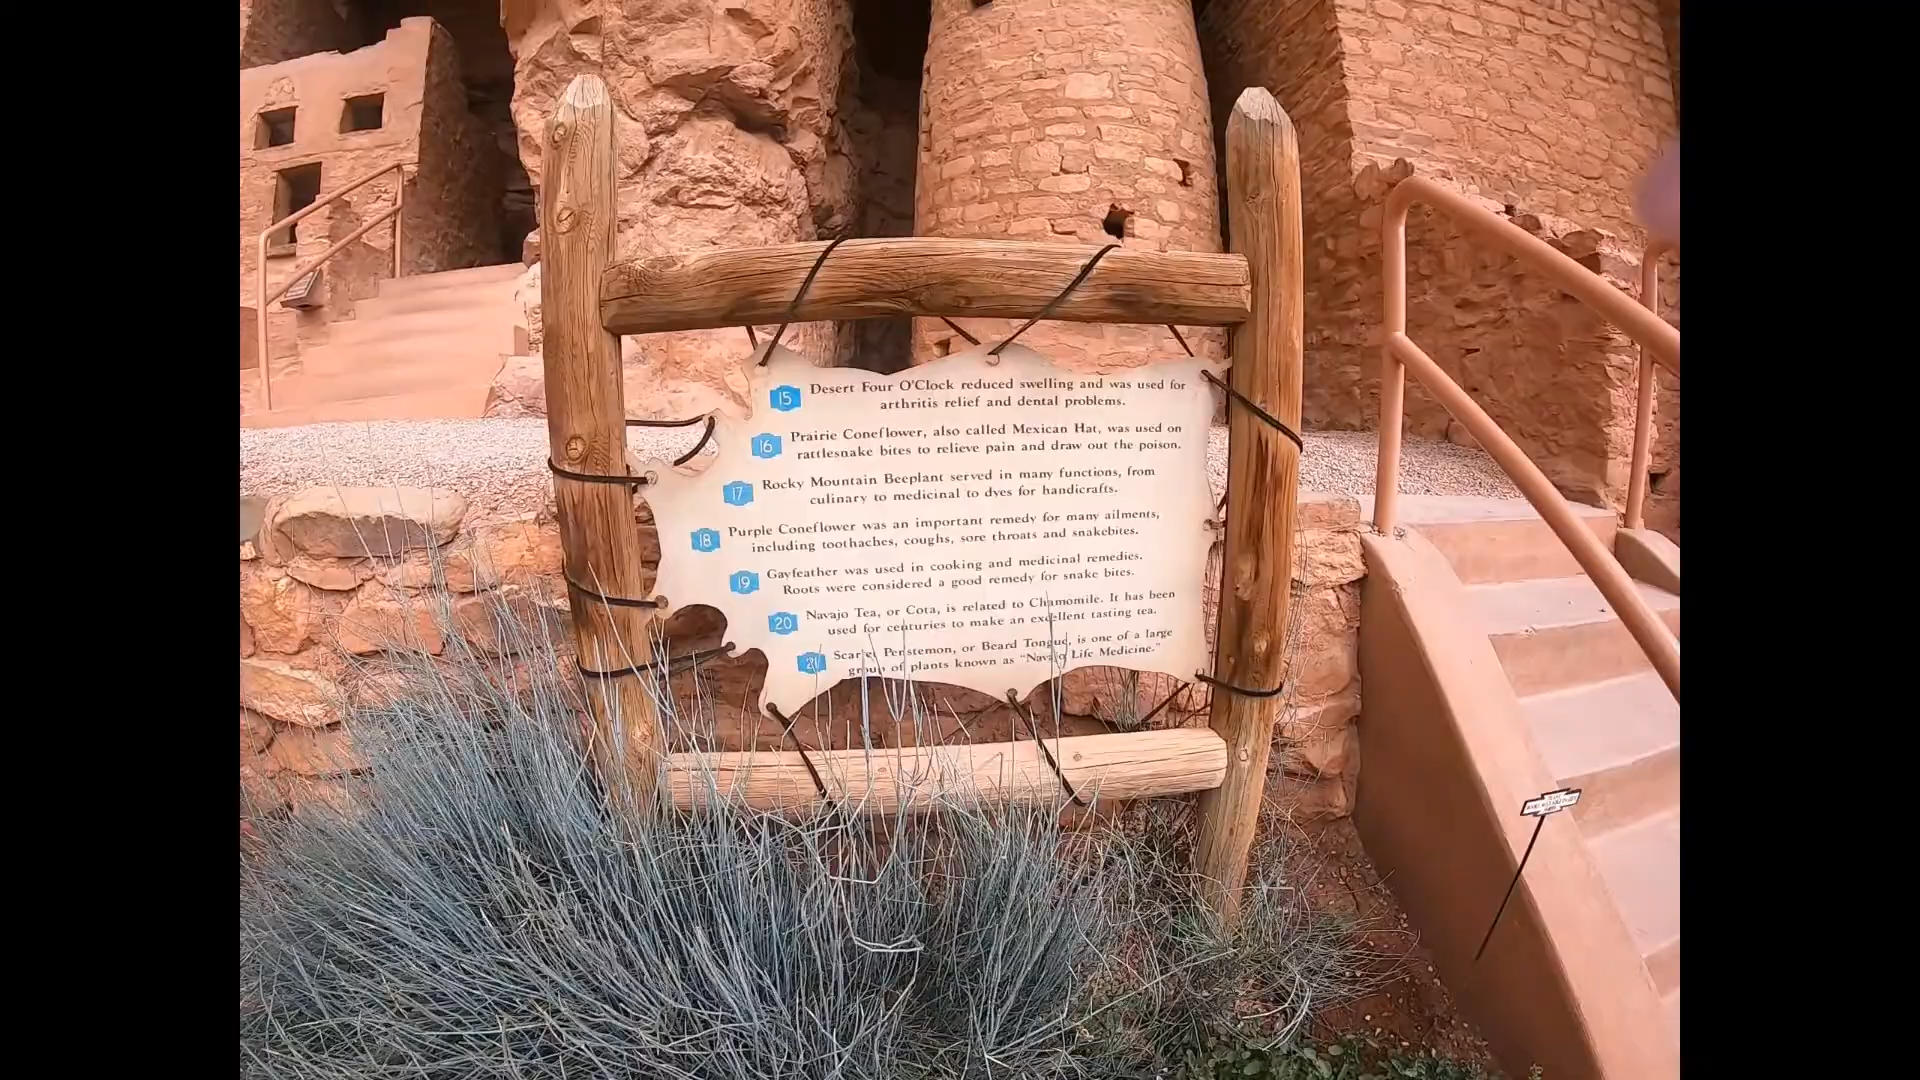 15 Desert Four O'Clock reduced swelling and was used for
arthritis relief and dental problems.
16 Prairie Coneflower, also called Mexican Hat, was used on
rattlesnake bites to relieve pain and draw out the poison.
17 Rocky Mountain Beeplant served in many functions, from
culinary to medicinal to dyes for handicrafts.
18 Purple Coneflower was an important remedy for many ailments,
including toothaches, coughs, sore throats and snakebites.
19 Gayfeather was used in cooking and medicinal remedies.
Roots were considered a good remedy for snake bites.
20 Navajo Tea, or Cota, is related to Chamomile. It has been
used for centuries to make an excellent tasting tea.
21 Scarlet Penstemon, or Beard Tongue, is one of a large
group of plants known as "Navajo Life Medicine."